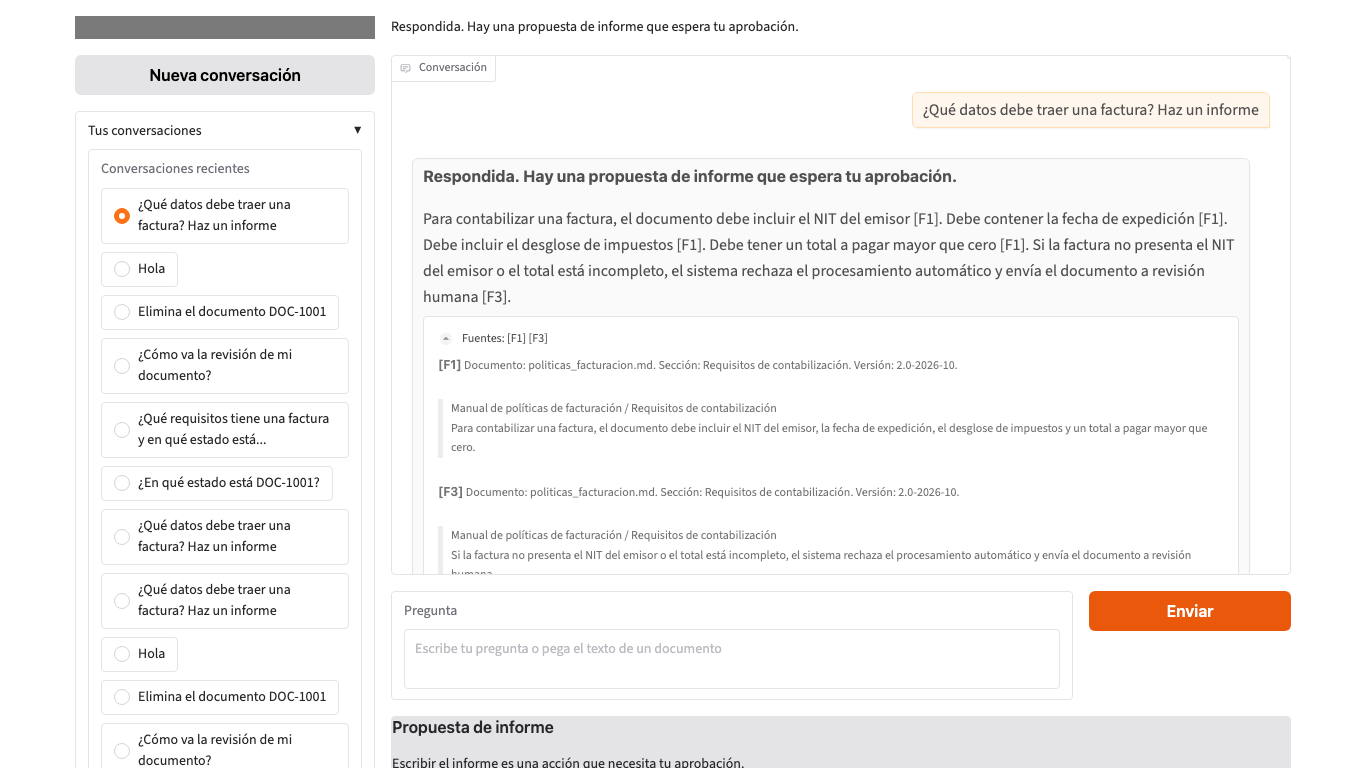 Respondida. Hay una propuesta de informe que espera tu aprobación.
Nueva conversación
Tus conversaciones
Conversaciones recientes
¿Qué datos debe traer una
factura? Haz un informe
Hola
Elimina el documento DOC-1001
¿Cómo va la revisión de mi
documento?
¿Qué requisitos tiene una factura
y en qué estado está...
¿En qué estado está DOC-1001?
¿Qué datos debe traer una
factura? Haz un informe
¿Qué datos debe traer una
factura? Haz un informe
Hola
Elimina el documento DOC-1001
¿Cómo va la revisión de mi
documento?
Conversación
¿Qué datos debe traer una factura? Haz un informe
Respondida. Hay una propuesta de informe que espera tu aprobación.
Para contabilizar una factura, el documento debe incluir el NIT del emisor [F1]. Debe contener la fecha de expedición [F1].
Debe incluir el desglose de impuestos [F1]. Debe tener un total a pagar mayor que cero [F1]. Si la factura no presenta el NIT
del emisor o el total está incompleto, el sistema rechaza el procesamiento automático y envía el documento a revisión
humana [F3].
Fuentes: [F1] [F3]
[F1] Documento: politicas_facturacion.md. Sección: Requisitos de contabilización. Versión: 2.0-2026-10.
Manual de políticas de facturación / Requisitos de contabilización
Para contabilizar una factura, el documento debe incluir el NIT del emisor, la fecha de expedición, el desglose de impuestos y un total a pagar mayor que
cero.
[F3] Documento: politicas_facturacion.md. Sección: Requisitos de contabilización. Versión: 2.0-2026-10.
Manual de políticas de facturación / Requisitos de contabilización
Si la factura no presenta el NIT del emisor o el total está incompleto, el sistema rechaza el procesamiento automático y envía el documento a revisión
humana.
Pregunta
Escribe tu pregunta o pega el texto de un documento
Enviar
Propuesta de informe
Escribir el informe es una acción que necesita tu aprobación.